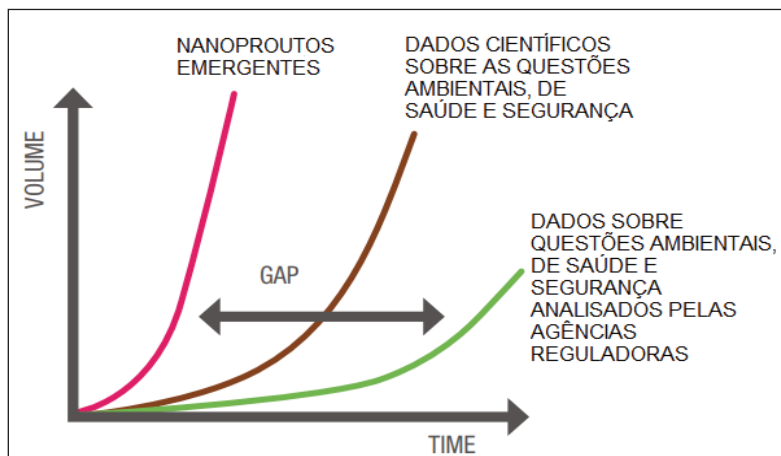 NANOPROUTOS
EMERGENTES
DADOS CIENTÍFICOS
SOBRE AS QUESTÕES
AMBIENTAIS, DE
SAÚDE E SEGURANÇA
VOLUME
GAP
DADOS SOBRE
QUESTÕES AMBIENTAIS,
DE SAÚDE E
SEGURANÇA
ANALISADOS PELAS
AGÊNCIAS
REGULADORAS
TIME